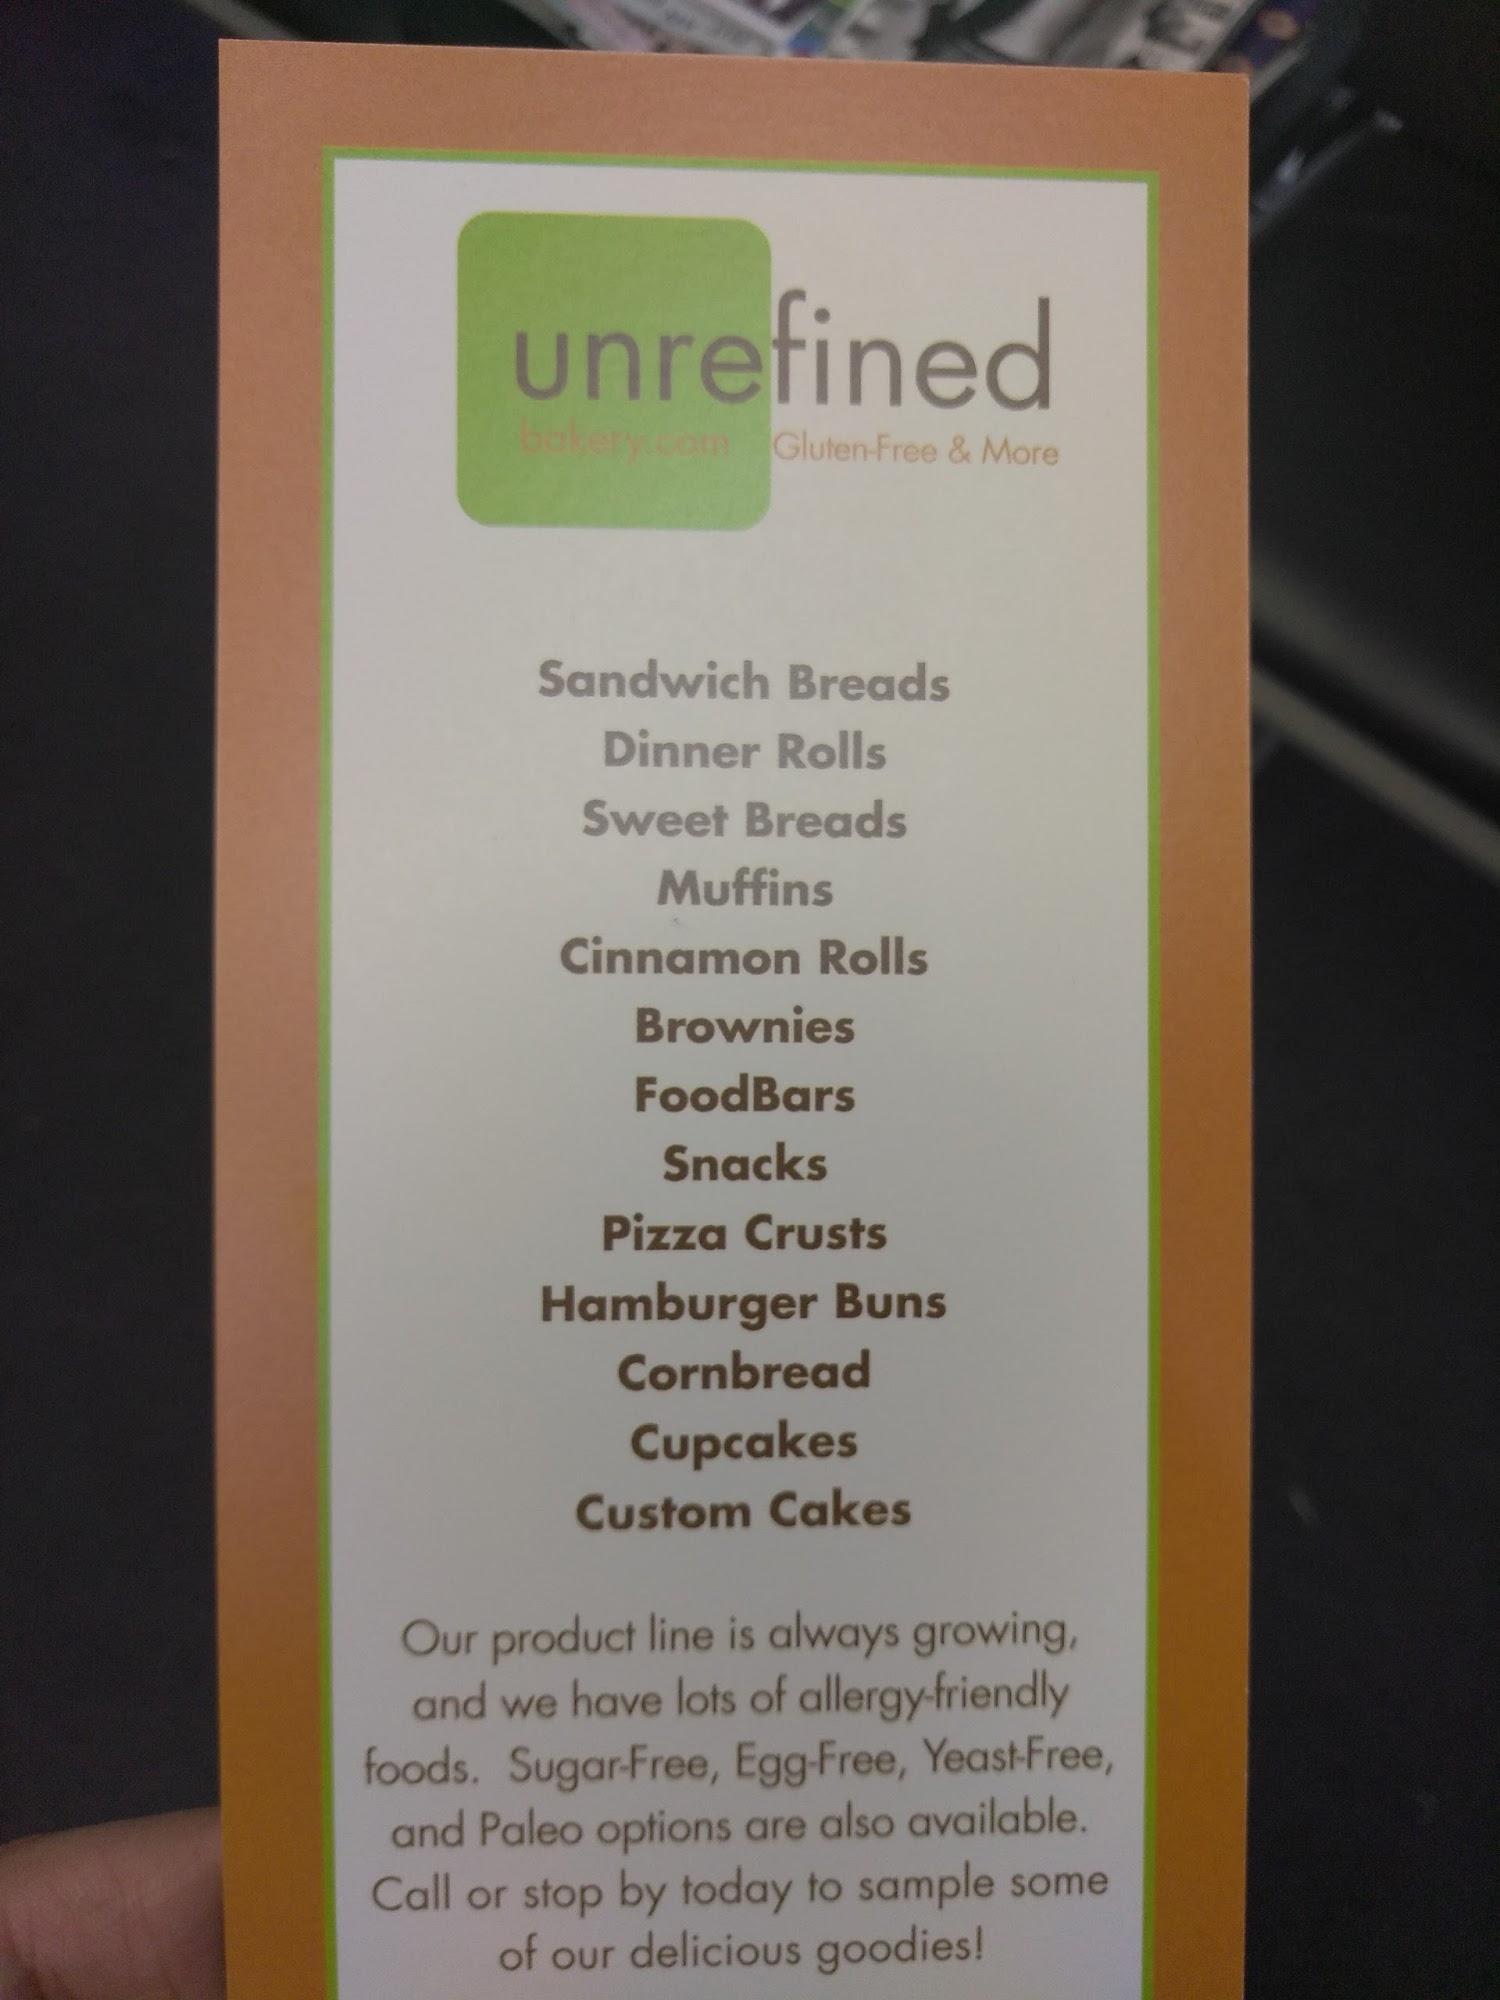 unrefined
bakery.com Gluten-Free & More
Sandwich Breads
Dinner Rolls
Sweet Breads
Muffins
Cinnamon Rolls
Brownies
FoodBars
Snacks
Pizza Crusts
Hamburger Buns
Cornbread
Cupcakes
Custom Cakes
Our product line is always growing,
and we have lots of allergy-friendly
foods. Sugar-Free, Egg-Free, Yeast-Free,
and Paleo options are also available.
Call or stop by today to sample some
of our delicious goodies!